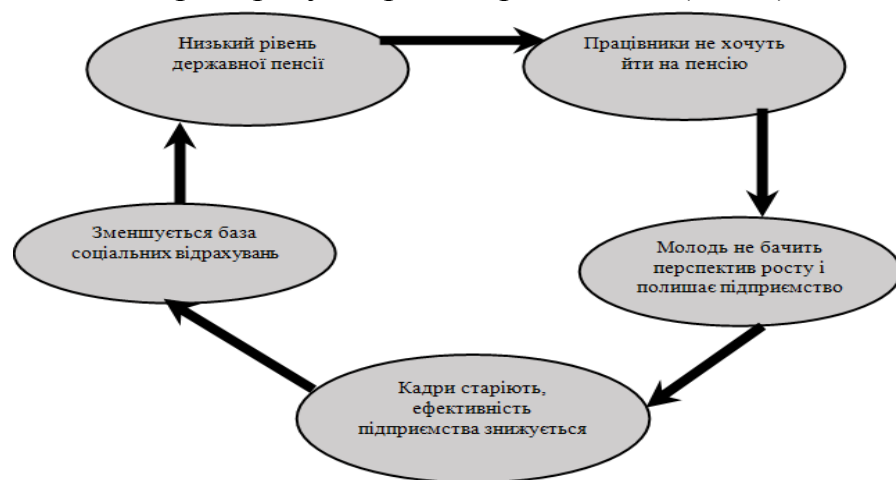 Низький рівень
державної пенсії
Працівники не хочуть
йти на пенсію
Молодь не бачить
перспектив росту і
полишає підприємство
Кадри старіють,
ефективність
підприємства знижується
Зменшується база
соціальних відрахувань